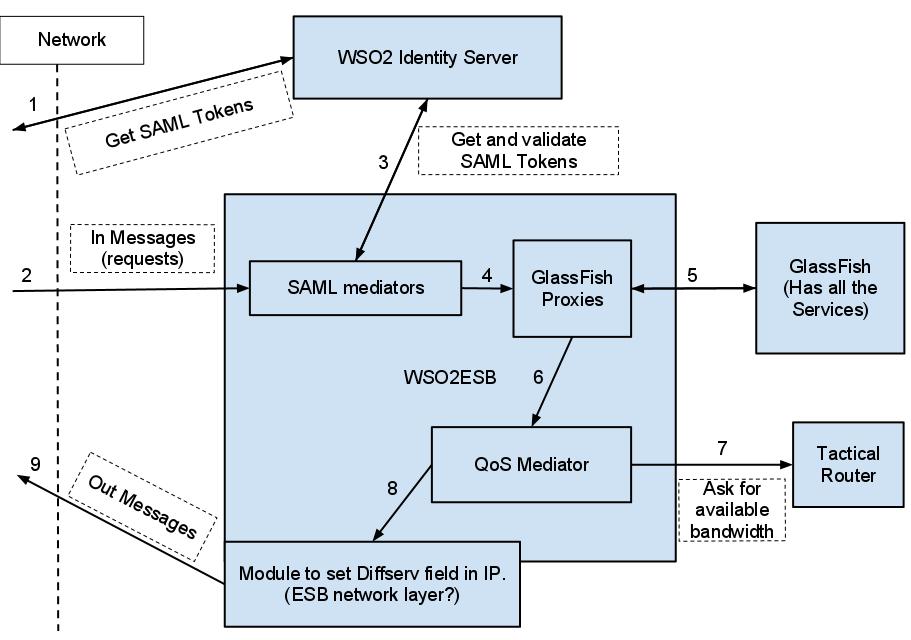 Network
WSO2 Identity Server
1
Get SAML Tokens
3
Get and validate
SAML Tokens
In Messages
(requests)
2
SAML mediators
4
GlassFish
Proxies
5
GlassFish
(Has all the
Services)
WSO2ESB
6
QoS Mediator
7
Tactical
Router
Ask for
available
bandwidth
8
9
Out Messages
Module to set Diffserv field in IP.
(ESB network layer?)